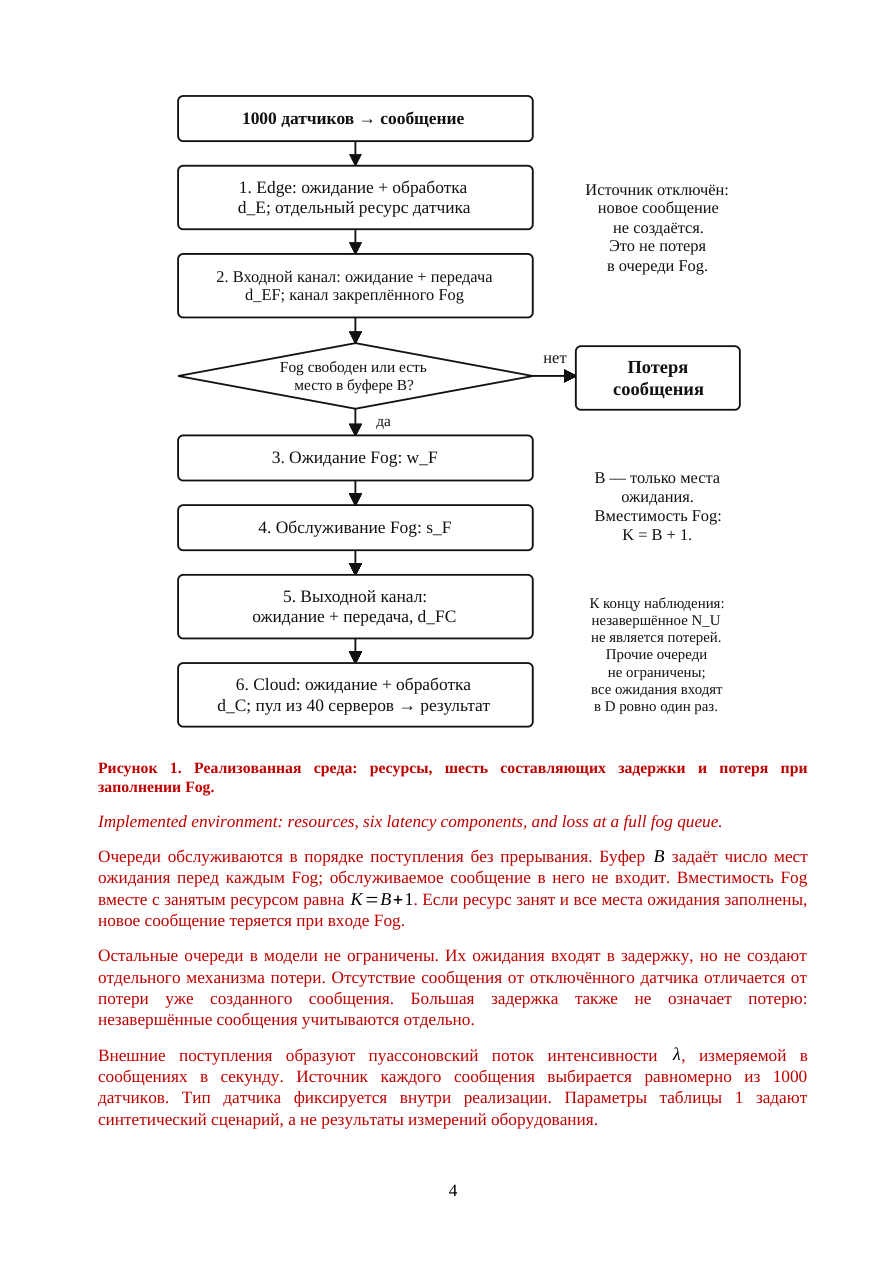 1000 датчиков → сообщение
1. Edge: ожидание + обработка
d_E; отдельный ресурс датчика
Источник отключён:
новое сообщение
не создаётся.
Это не потеря
в очереди Fog.
2. Входной канал: ожидание + передача
d_EF; канал закреплённого Fog
Fog свободен или есть
место в буфере B?
нет
Потеря
сообщения
да
3. Ожидание Fog: w_F
4. Обслуживание Fog: s_F
B — только места
ожидания.
Вместимость Fog:
K = B + 1.
5. Выходной канал:
ожидание + передача, d_FC
6. Cloud: ожидание + обработка
d_C; пул из 40 серверов → результат
К концу наблюдения:
незавершённое N_U
не является потерей.
Прочие очереди
не ограничены;
все ожидания входят
в D ровно один раз.
Рисунок 1. Реализованная среда: ресурсы, шесть составляющих задержки и потеря при
заполнении Fog.
Implemented environment: resources, six latency components, and loss at a full fog queue.
Очереди обслуживаются в порядке поступления без прерывания. Буфер B задаёт число мест
ожидания перед каждым Fog; обслуживаемое сообщение в него не входит. Вместимость Fog
вместе с занятым ресурсом равна K=B+1. Если ресурс занят и все места ожидания заполнены,
новое сообщение теряется при входе Fog.
Остальные очереди в модели не ограничены. Их ожидания входят в задержку, но не создают
отдельного механизма потери. Отсутствие сообщения от отключённого датчика отличается от
потери уже созданного сообщения. Большая задержка также не означает потерю:
незавершённые сообщения учитываются отдельно.
Внешние поступления образуют пуассоновский поток интенсивности λ, измеряемой в
сообщениях в секунду. Источник каждого сообщения выбирается равномерно из 1000
датчиков. Тип датчика фиксируется внутри реализации. Параметры таблицы 1 задают
синтетический сценарий, а не результаты измерений оборудования.
4